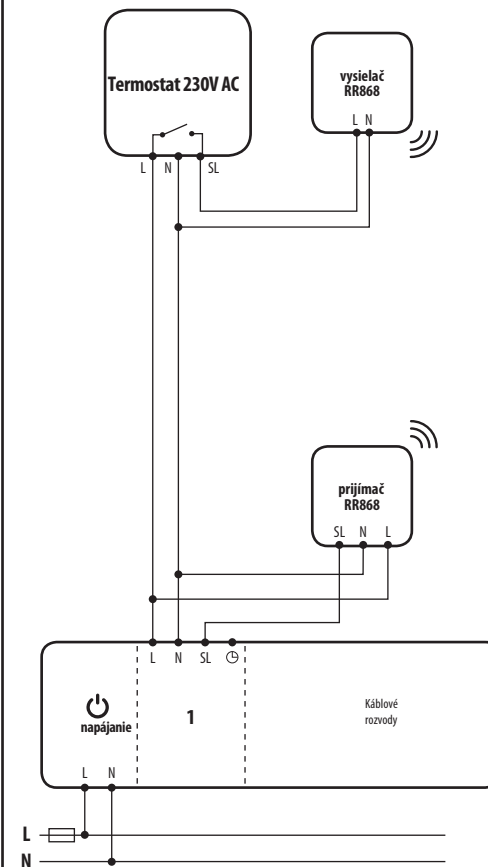 Termostat 230V AC
L N SL
vysielač
RR868
L N
prijímač
RR868
SL N L
L N SL
napájanie
1
Káblové
rozvody
L N
L
N